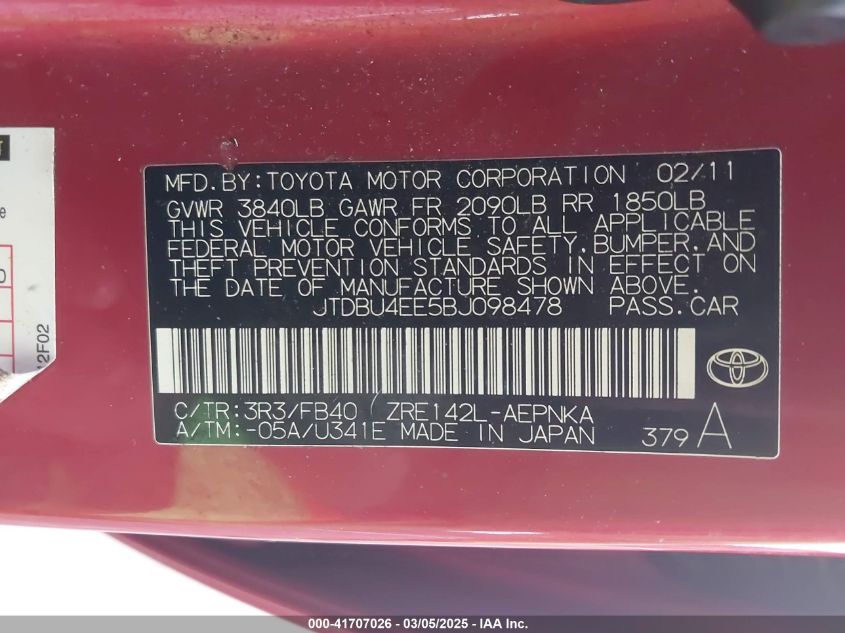 MFD.BY:TOYOTA MOTOR CORPORATION 02/11
GVWR 3840LB GAWR FR 2090LB RR 1850LB
THIS VEHICLE CONFORMS TO ALL APPLICABLE
FEDERAL MOTOR VEHICLE SAFETY,BUMPER,AND
THEFT PREVENTION STANDARDS IN EFFECT ON
THE DATE OF MANUFACTURE SHOWN ABOVE.
JTDBU4EE5BJ098478 PASS.CAR
C/TR:3R3/FB40 / ZRE142L-AEPNKA
A/TM:-05A/U341E MADE IN JAPAN 379 A
12F02
000-41707026 - 03/05/2025 - IAA Inc.